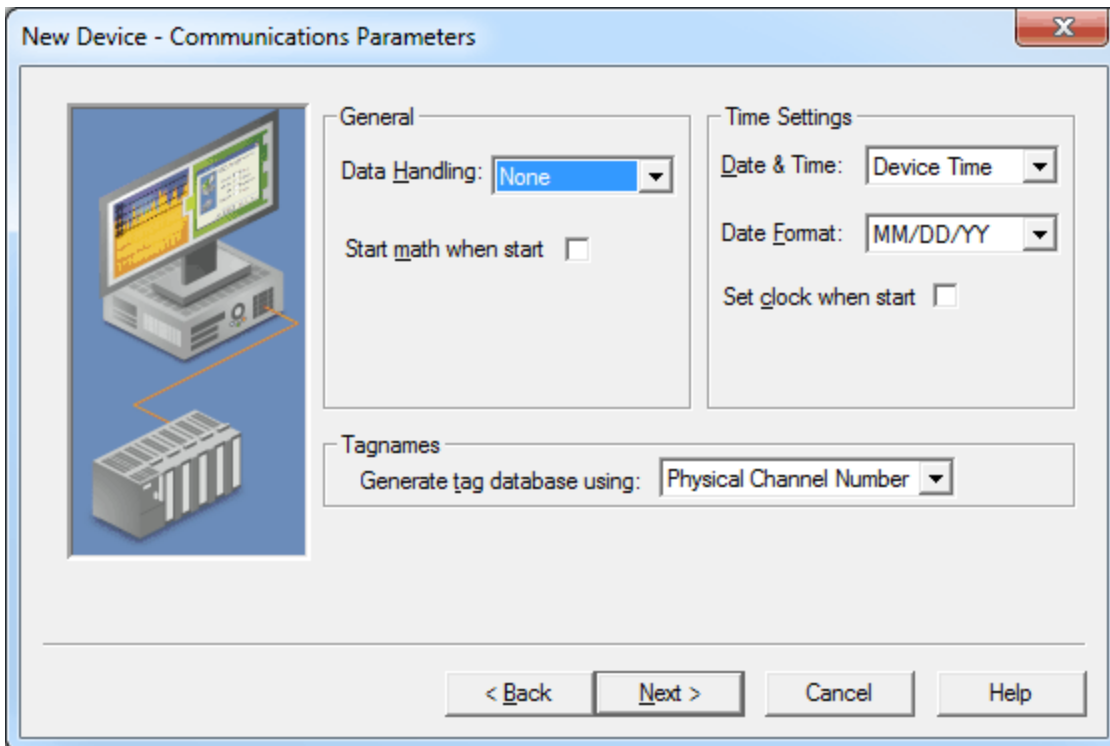 New Device - Communications Parameters
General
Data Handling: None
Start math when start
Time Settings
Date & Time: Device Time
Date Format: MM/DD/YY
Set clock when start
Tagnames
Generate tag database using: Physical Channel Number
< Back Next > Cancel Help